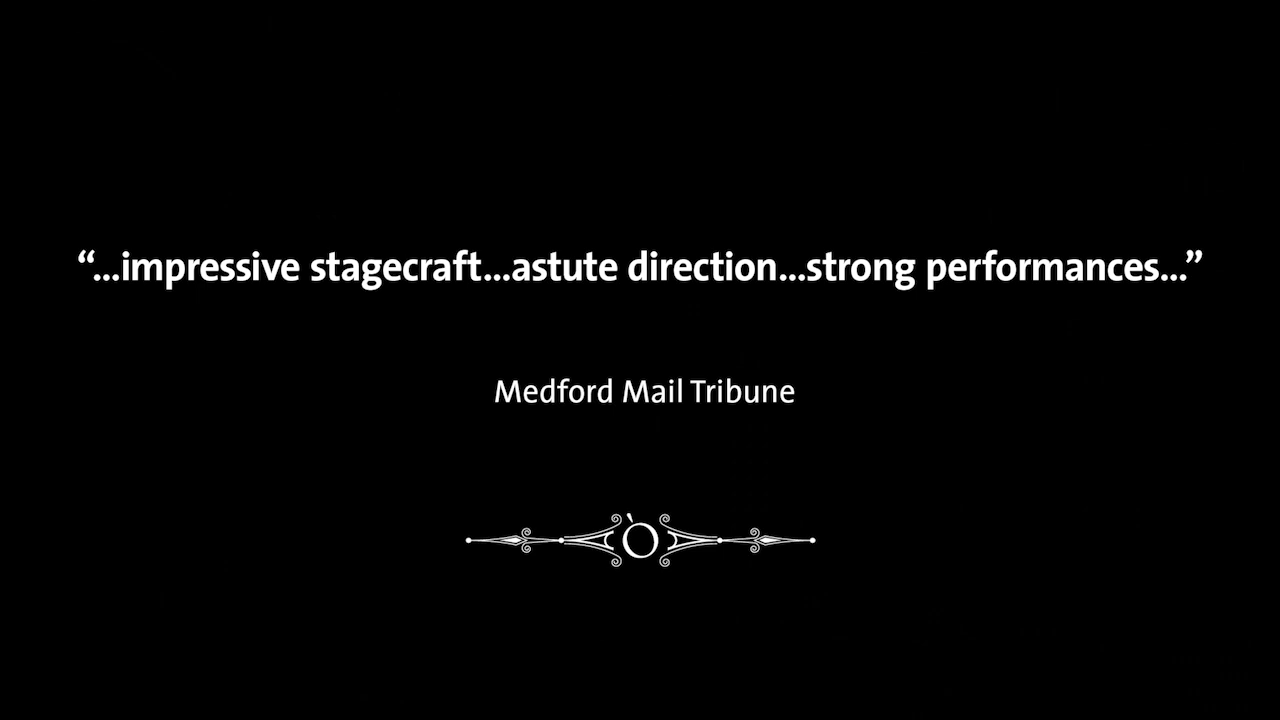 “...impressive stagecraft...astute direction...strong performances...”
Medford Mail Tribune
Ò